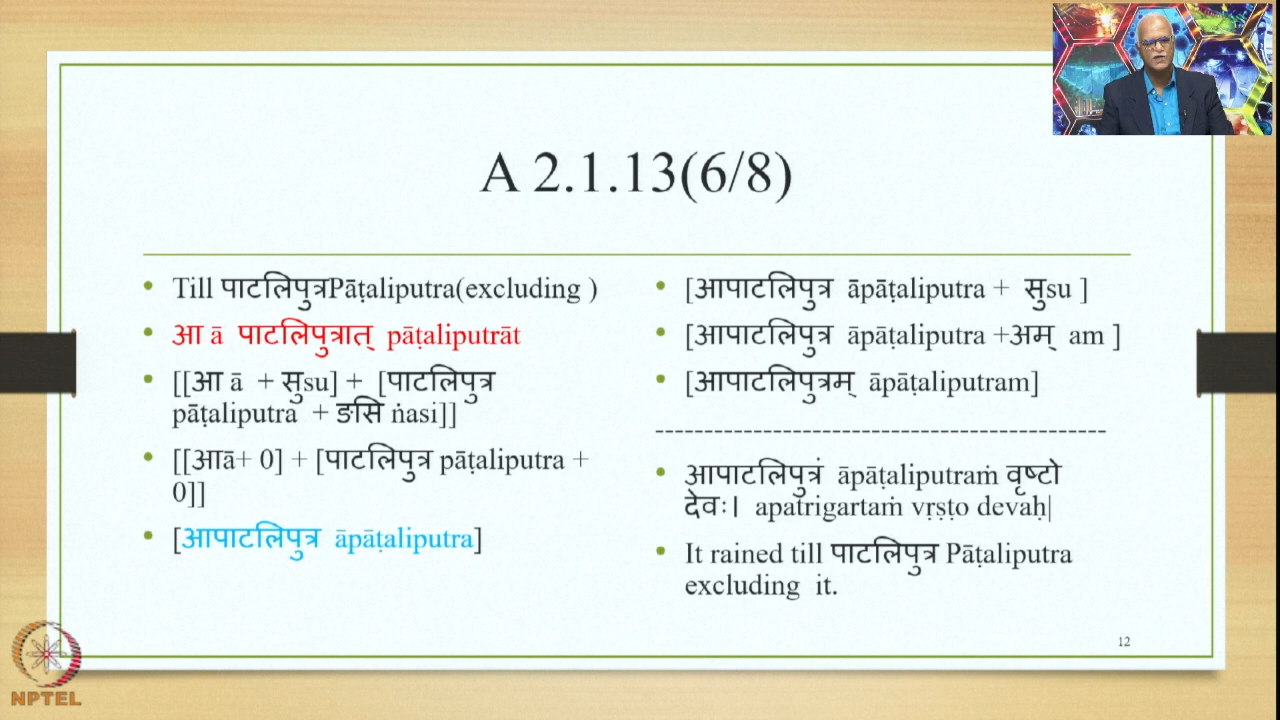 A 2.1.13(6/8)
Till पाटलिपुत्रPāṭaliputra(excluding )
आ ā पाटलिपुत्रात् pāṭaliputrāt
[[आ ā + सुsu] + [पाटलिपुत्र
pāṭaliputra + ङसि ṅasi]]
[[आā+ 0] + [पाटलिपुत्र pāṭaliputra +
0]]
[आपाटलिपुत्र āpāṭaliputra]
[आपाटलिपुत्र āpāṭaliputra + सुsu ]
[आपाटलिपुत्र āpāṭaliputra +अम् am ]
[आपाटलिपुत्रम् āpāṭaliputram]
----------------------------------------------
आपाटलिपुत्रं āpāṭaliputraṁ वृष्टो
देवः। apatrigartaṁ vṛṣṭo devaḥ|
It rained till पाटलिपुत्र Pāṭaliputra
excluding it.
12
NPTEL